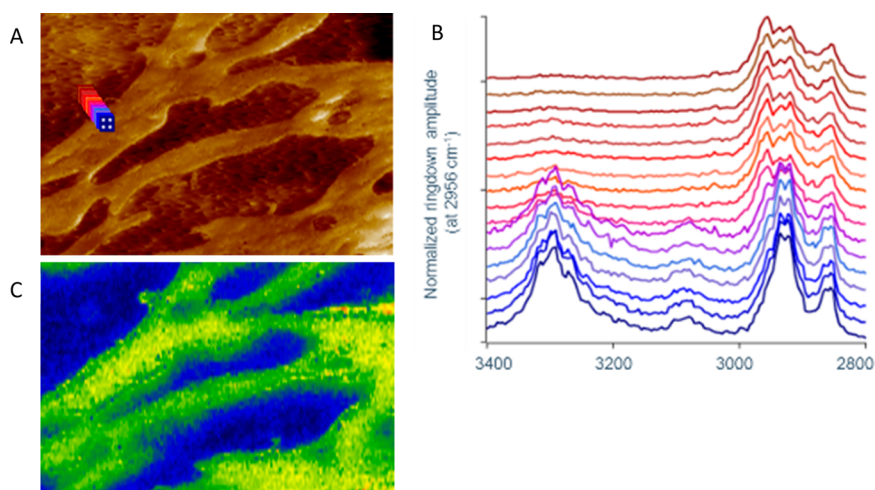 A
B
C
Normalized ringdown amplitude
(at 2956 cm⁻¹)
3400
3200
3000
2800